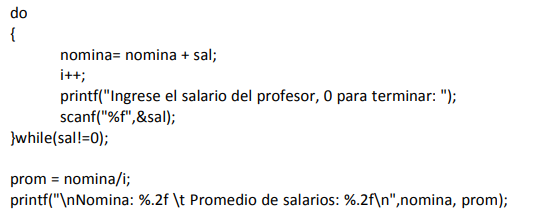 do
{
nomina= nomina + sal;
i++;
printf("Ingrese el salario del profesor, 0 para terminar: ");
scanf("%f",&sal);
}while(sal!=0);
prom = nomina/i;
printf("\nNomina: %.2f \t Promedio de salarios: %.2f\n",nomina, prom);